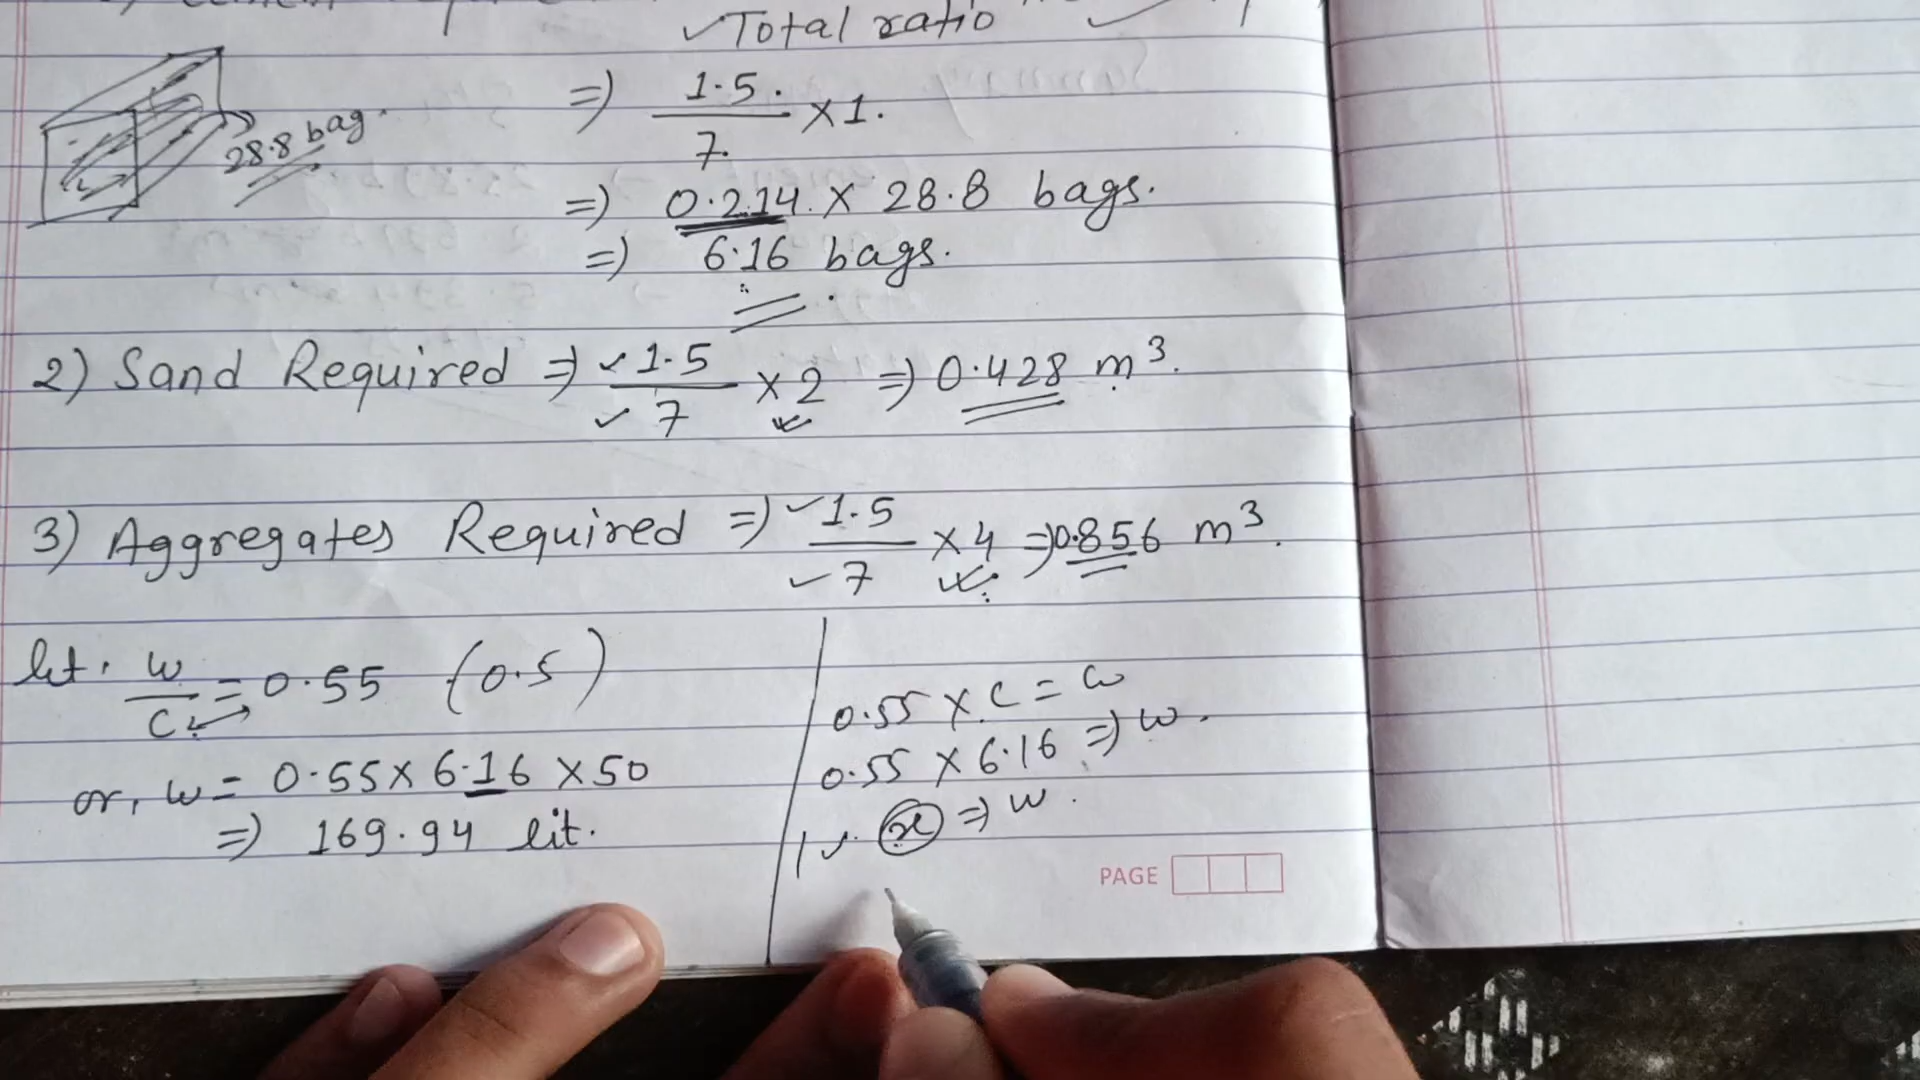 Total ratio
28.8 bag.
=> 1.5 / 7 x 1.
=> 0.214 x 28.8 bags.
=> 6.16 bags.
2) Sand Required => 1.5 / 7 x 2 => 0.428 m³.
3) Aggregates Required => 1.5 / 7 x 4 => 0.856 m³.
let, w / c = 0.55 (0.5)
or, w = 0.55 x 6.16 x 50
=> 169.94 lit.
0.55 x c = w
0.55 x 6.16 => w.
x => w.
PAGE